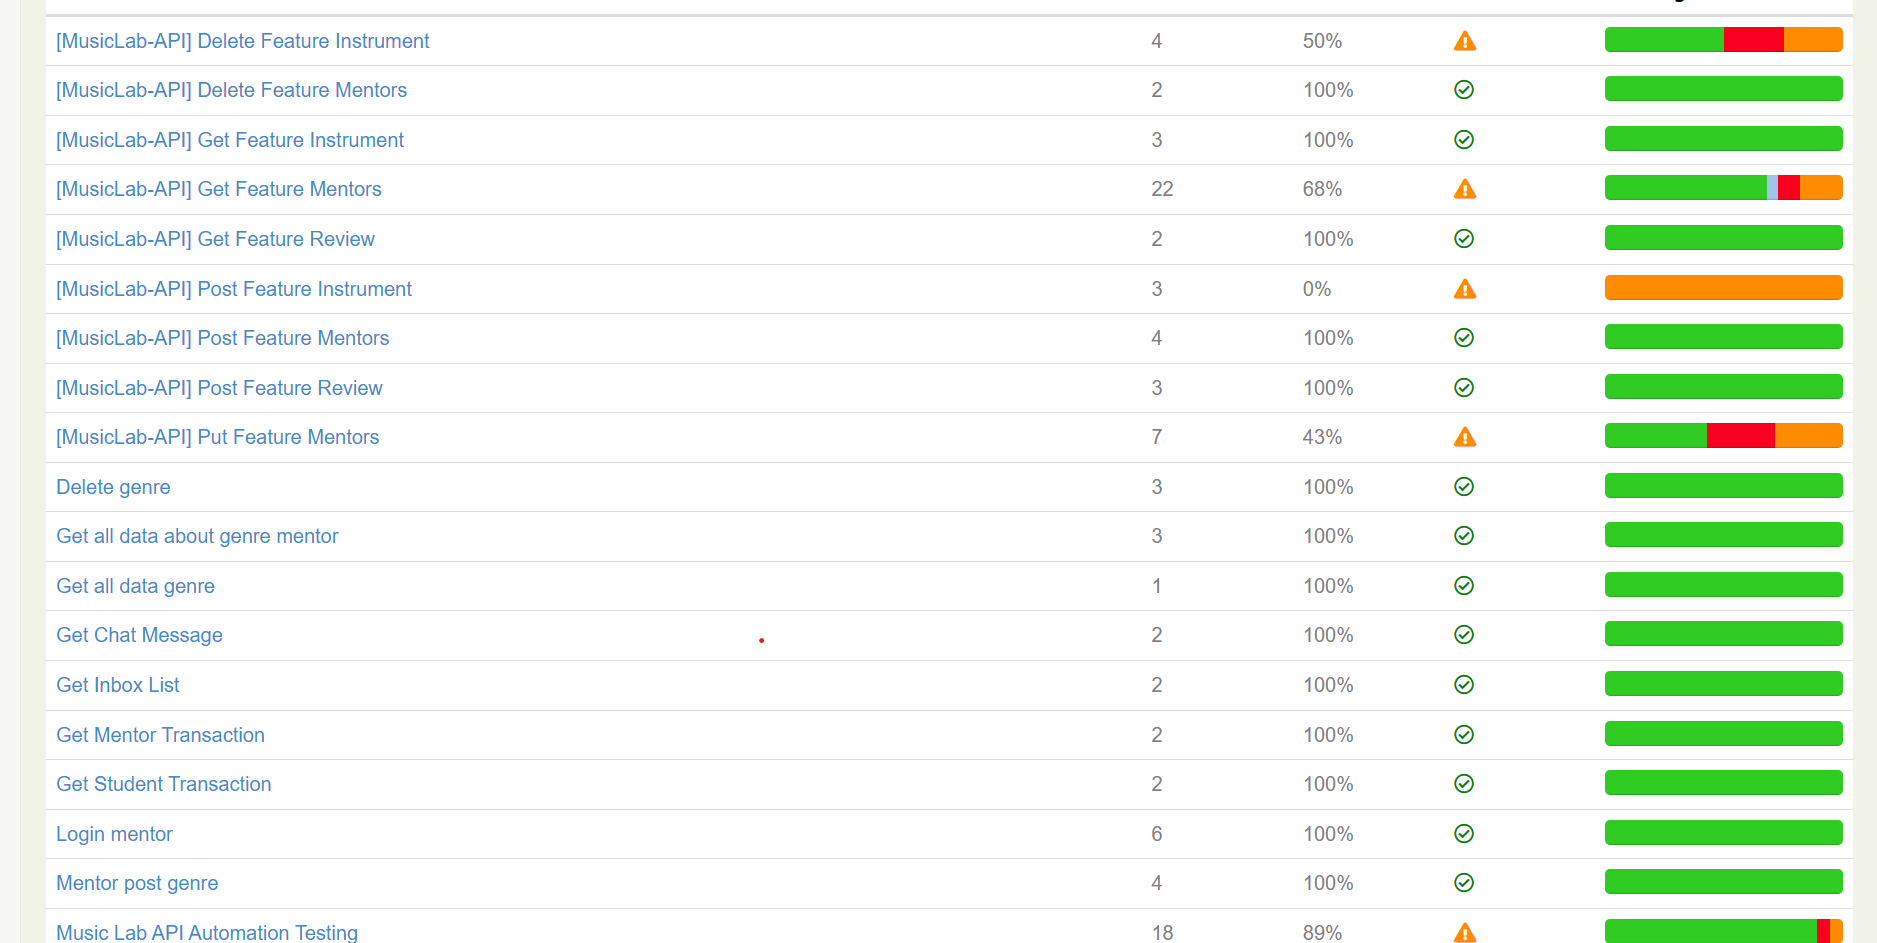 [MusicLab-API] Delete Feature Instrument 4 50%
[MusicLab-API] Delete Feature Mentors 2 100%
[MusicLab-API] Get Feature Instrument 3 100%
[MusicLab-API] Get Feature Mentors 22 68%
[MusicLab-API] Get Feature Review 2 100%
[MusicLab-API] Post Feature Instrument 3 0%
[MusicLab-API] Post Feature Mentors 4 100%
[MusicLab-API] Post Feature Review 3 100%
[MusicLab-API] Put Feature Mentors 7 43%
Delete genre 3 100%
Get all data about genre mentor 3 100%
Get all data genre 1 100%
Get Chat Message 2 100%
Get Inbox List 2 100%
Get Mentor Transaction 2 100%
Get Student Transaction 2 100%
Login mentor 6 100%
Mentor post genre 4 100%
Music Lab API Automation Testing 18 89%